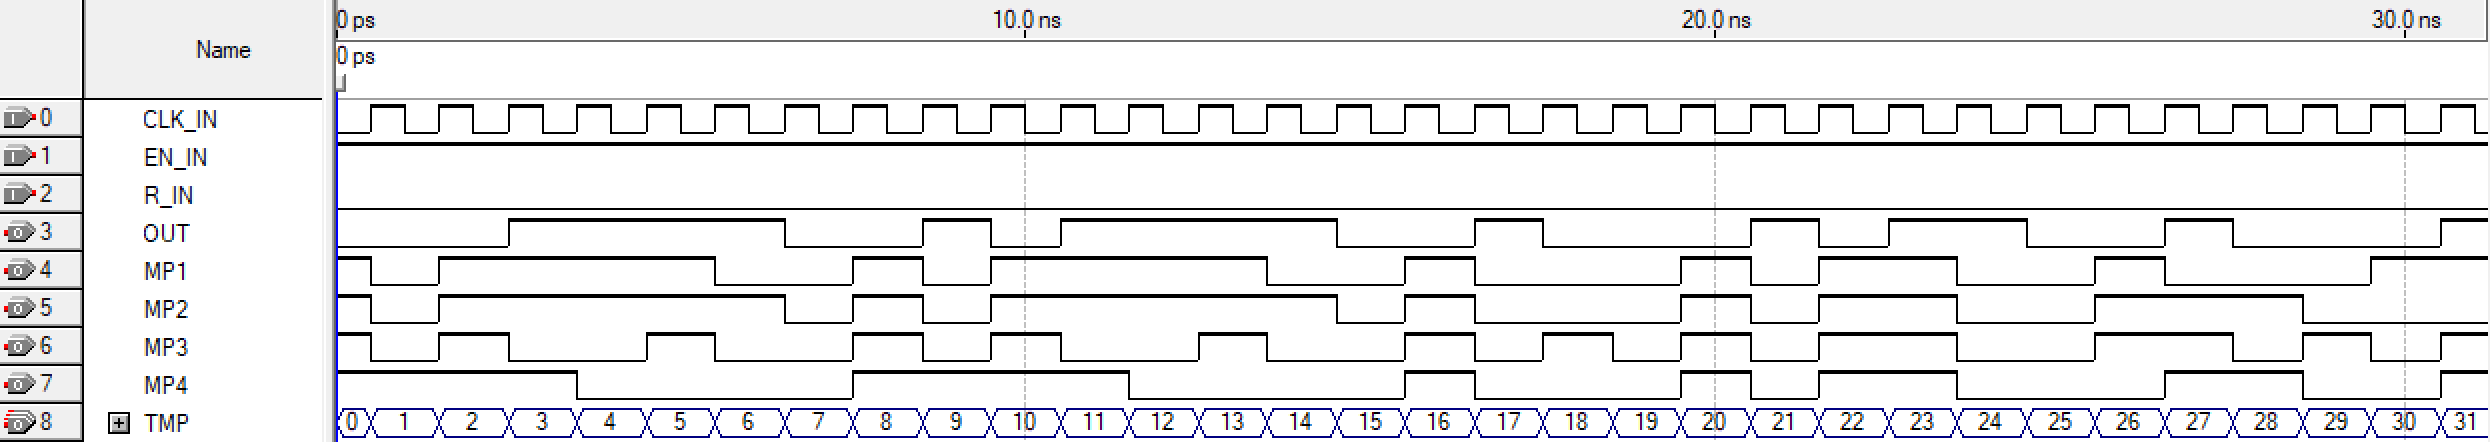 0 ps 10.0 ns 20.0 ns 30.0 ns
Name
0 ps
I 0 CLK_IN
I 1 EN_IN
I 2 R_IN
O 3 OUT
O 4 MP1
O 5 MP2
O 6 MP3
O 7 MP4
O 8 + TMP 0 1 2 3 4 5 6 7 8 9 10 11 12 13 14 15 16 17 18 19 20 21 22 23 24 25 26 27 28 29 30 31